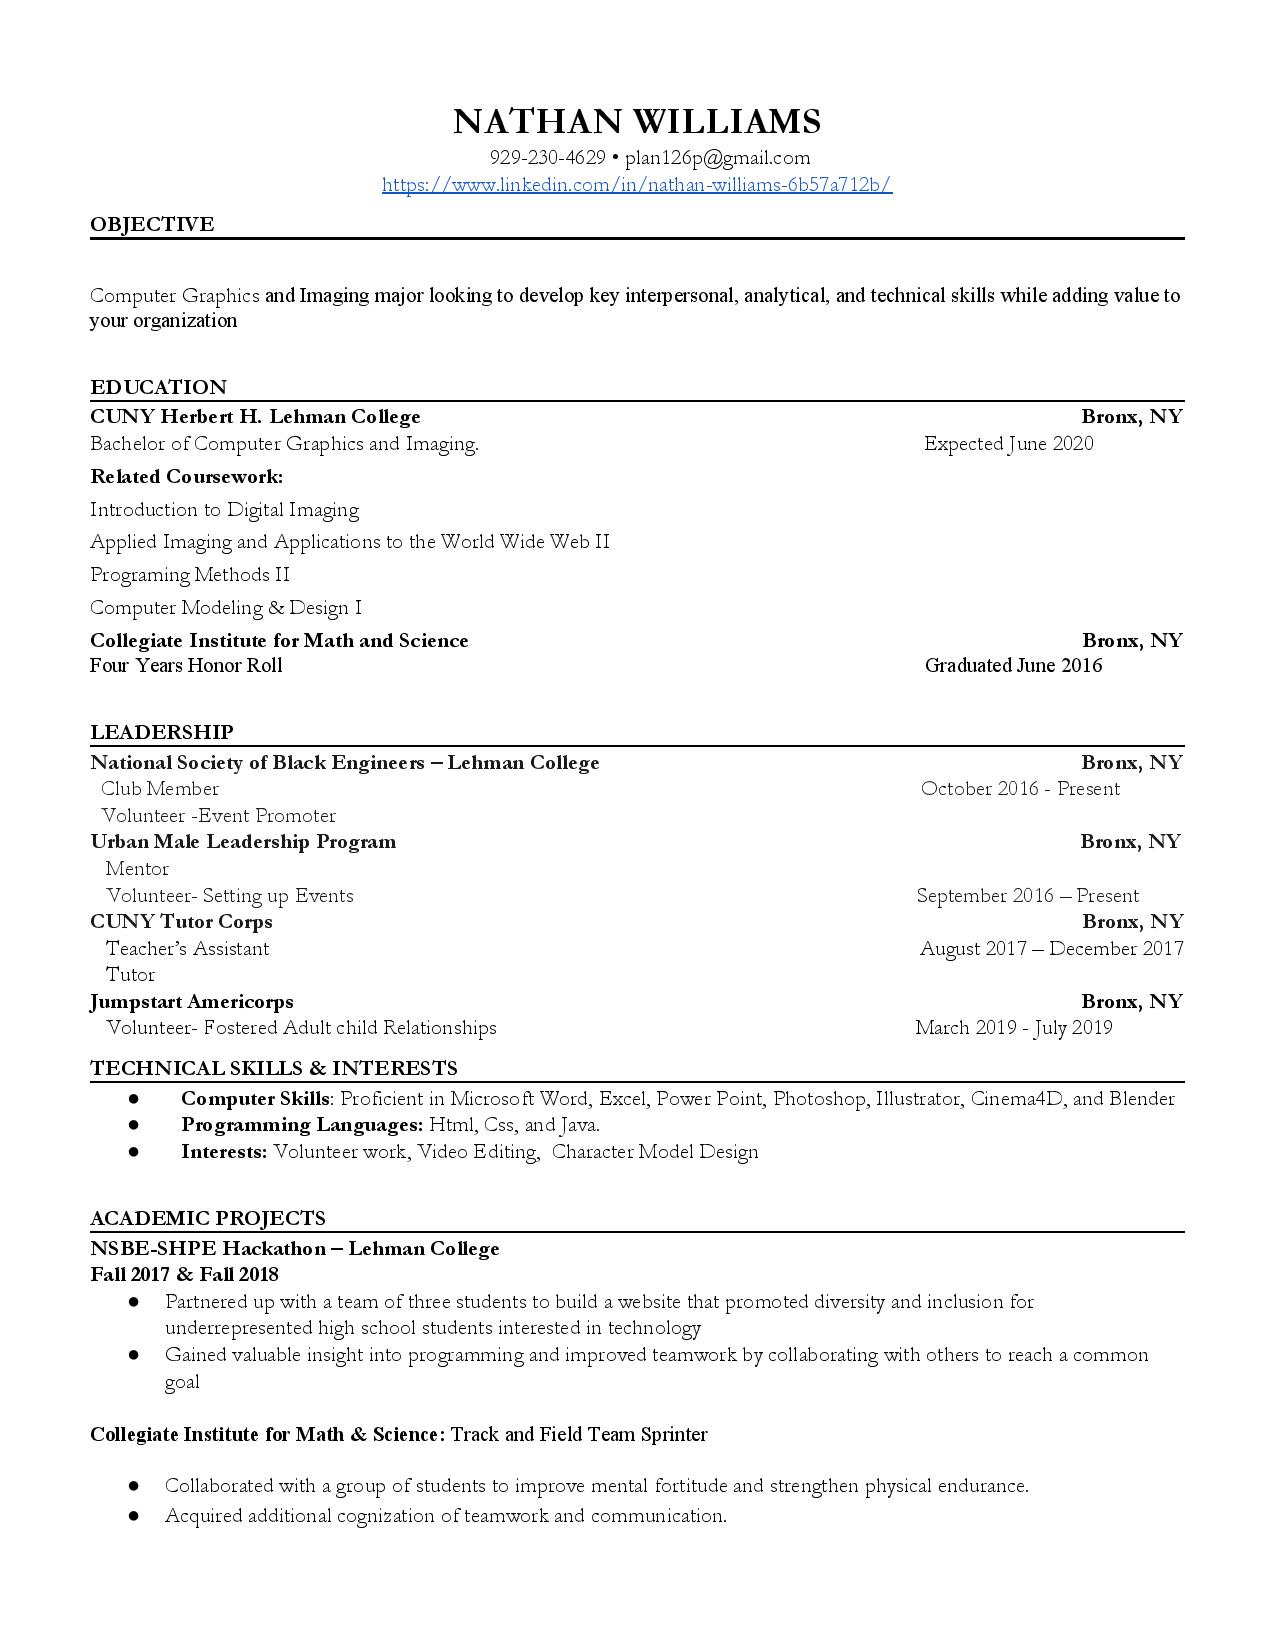 NATHAN WILLIAMS
929-230-4629 • plan126p@gmail.com
https://www.linkedin.com/in/nathan-williams-6b57a712b/
OBJECTIVE
Computer Graphics and Imaging major looking to develop key interpersonal, analytical, and technical skills while adding value to
your organization
EDUCATION
CUNY Herbert H. Lehman College Bronx, NY
Bachelor of Computer Graphics and Imaging. Expected June 2020
Related Coursework:
Introduction to Digital Imaging
Applied Imaging and Applications to the World Wide Web II
Programing Methods II
Computer Modeling & Design I
Collegiate Institute for Math and Science Bronx, NY
Four Years Honor Roll Graduated June 2016
LEADERSHIP
National Society of Black Engineers – Lehman College Bronx, NY
Club Member October 2016 - Present
Volunteer -Event Promoter
Urban Male Leadership Program Bronx, NY
Mentor
Volunteer- Setting up Events September 2016 – Present
CUNY Tutor Corps Bronx, NY
Teacher's Assistant August 2017 – December 2017
Tutor
Jumpstart Americorps Bronx, NY
Volunteer- Fostered Adult child Relationships March 2019 - July 2019
TECHNICAL SKILLS & INTERESTS
● Computer Skills: Proficient in Microsoft Word, Excel, Power Point, Photoshop, Illustrator, Cinema4D, and Blender
● Programming Languages: Html, Css, and Java.
● Interests: Volunteer work, Video Editing, Character Model Design
ACADEMIC PROJECTS
NSBE-SHPE Hackathon – Lehman College
Fall 2017 & Fall 2018
● Partnered up with a team of three students to build a website that promoted diversity and inclusion for
underrepresented high school students interested in technology
● Gained valuable insight into programming and improved teamwork by collaborating with others to reach a common
goal
Collegiate Institute for Math & Science: Track and Field Team Sprinter
● Collaborated with a group of students to improve mental fortitude and strengthen physical endurance.
● Acquired additional cognization of teamwork and communication.